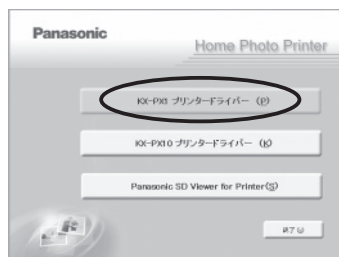 Panasonic
Home Photo Printer
KX-PX1 プリンタードライバー (P)
KX-PX10 プリンタードライバー (K)
Panasonic SD Viewer for Printer(S)
終了